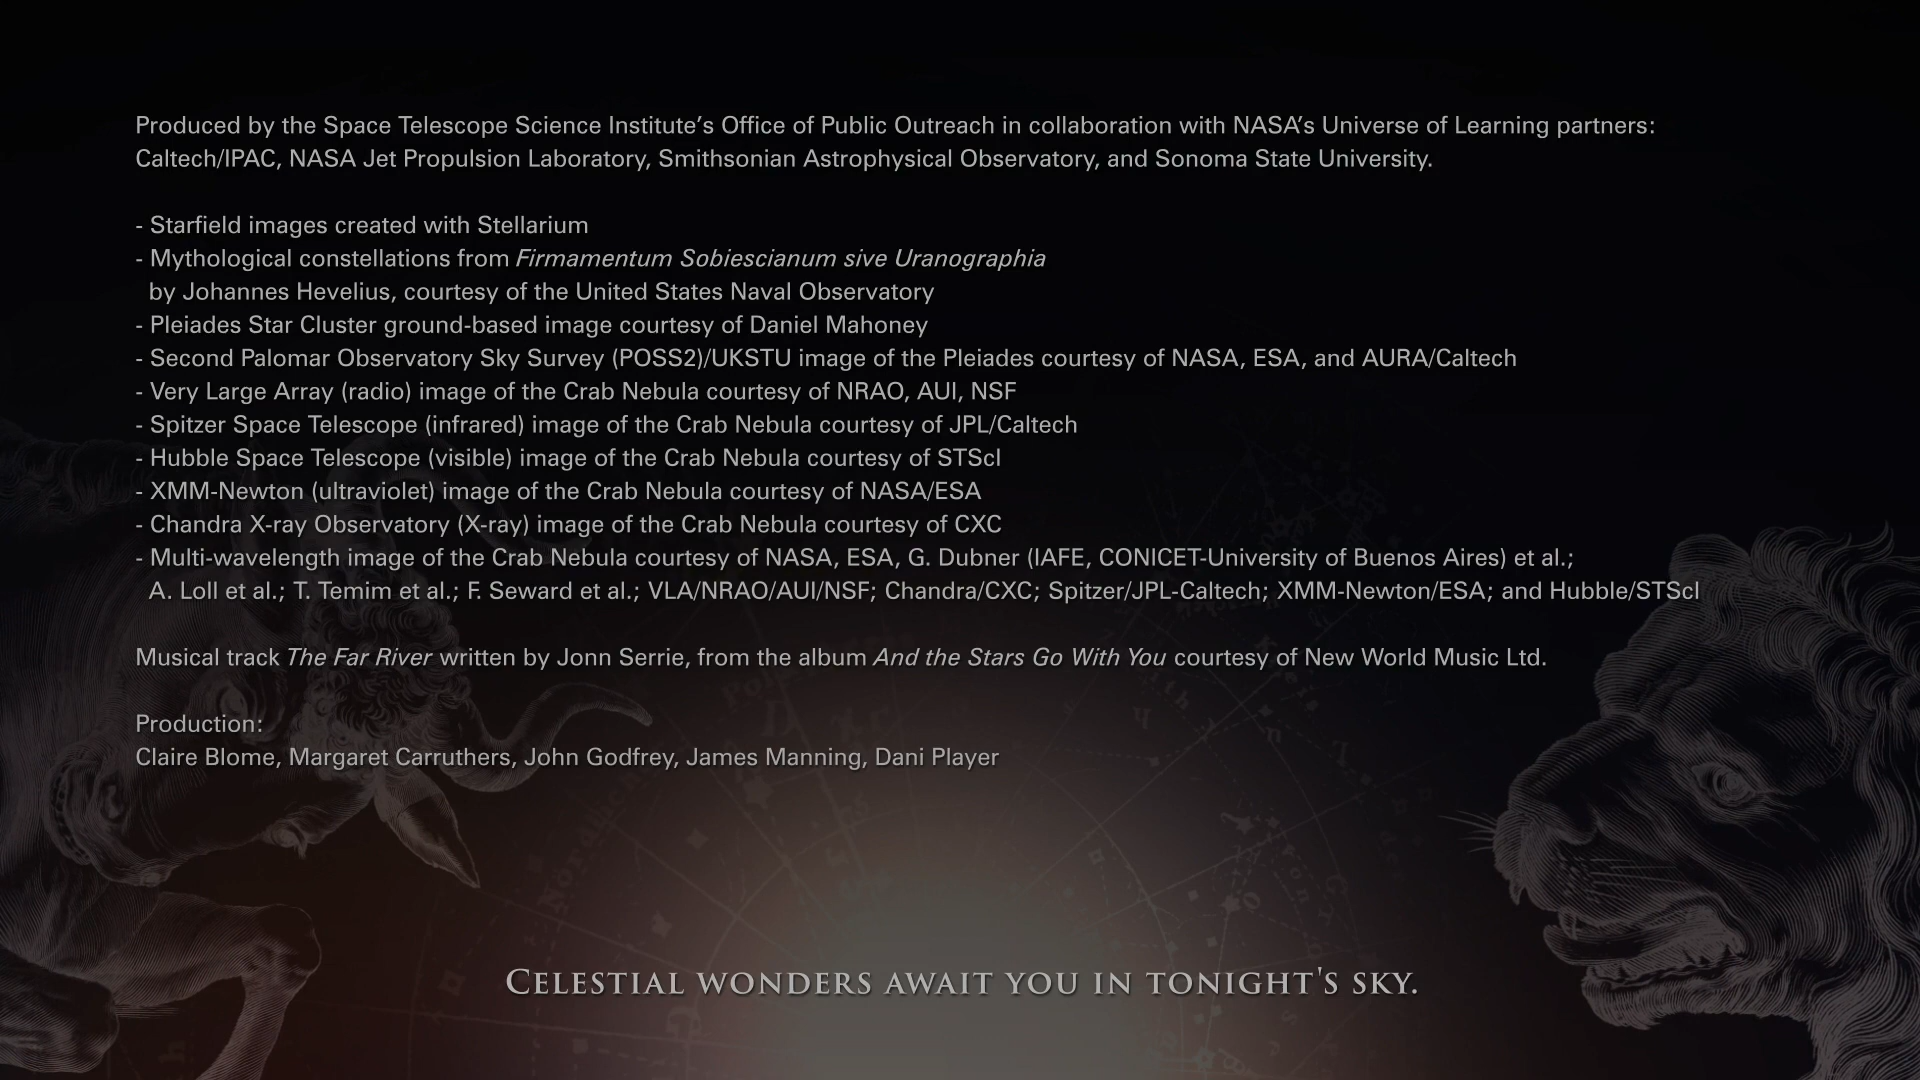 Produced by the Space Telescope Science Institute’s Office of Public Outreach in collaboration with NASA’s Universe of Learning partners:
Caltech/IPAC, NASA Jet Propulsion Laboratory, Smithsonian Astrophysical Observatory, and Sonoma State University.
- Starfield images created with Stellarium
- Mythological constellations from Firmamentum Sobiescianum sive Uranographia
by Johannes Hevelius, courtesy of the United States Naval Observatory
- Pleiades Star Cluster ground-based image courtesy of Daniel Mahoney
- Second Palomar Observatory Sky Survey (POSS2)/UKSTU image of the Pleiades courtesy of NASA, ESA, and AURA/Caltech
- Very Large Array (radio) image of the Crab Nebula courtesy of NRAO, AUI, NSF
- Spitzer Space Telescope (infrared) image of the Crab Nebula courtesy of JPL/Caltech
- Hubble Space Telescope (visible) image of the Crab Nebula courtesy of STScI
- XMM-Newton (ultraviolet) image of the Crab Nebula courtesy of NASA/ESA
- Chandra X-ray Observatory (X-ray) image of the Crab Nebula courtesy of CXC
- Multi-wavelength image of the Crab Nebula courtesy of NASA, ESA, G. Dubner (IAFE, CONICET-University of Buenos Aires) et al.;
A. Loll et al.; T. Temim et al.; F. Seward et al.; VLA/NRAO/AUI/NSF; Chandra/CXC; Spitzer/JPL-Caltech; XMM-Newton/ESA; and Hubble/STScI
Musical track The Far River written by Jonn Serrie, from the album And the Stars Go With You courtesy of New World Music Ltd.
Production:
Claire Blome, Margaret Carruthers, John Godfrey, James Manning, Dani Player
Celestial wonders await you in tonight's sky.